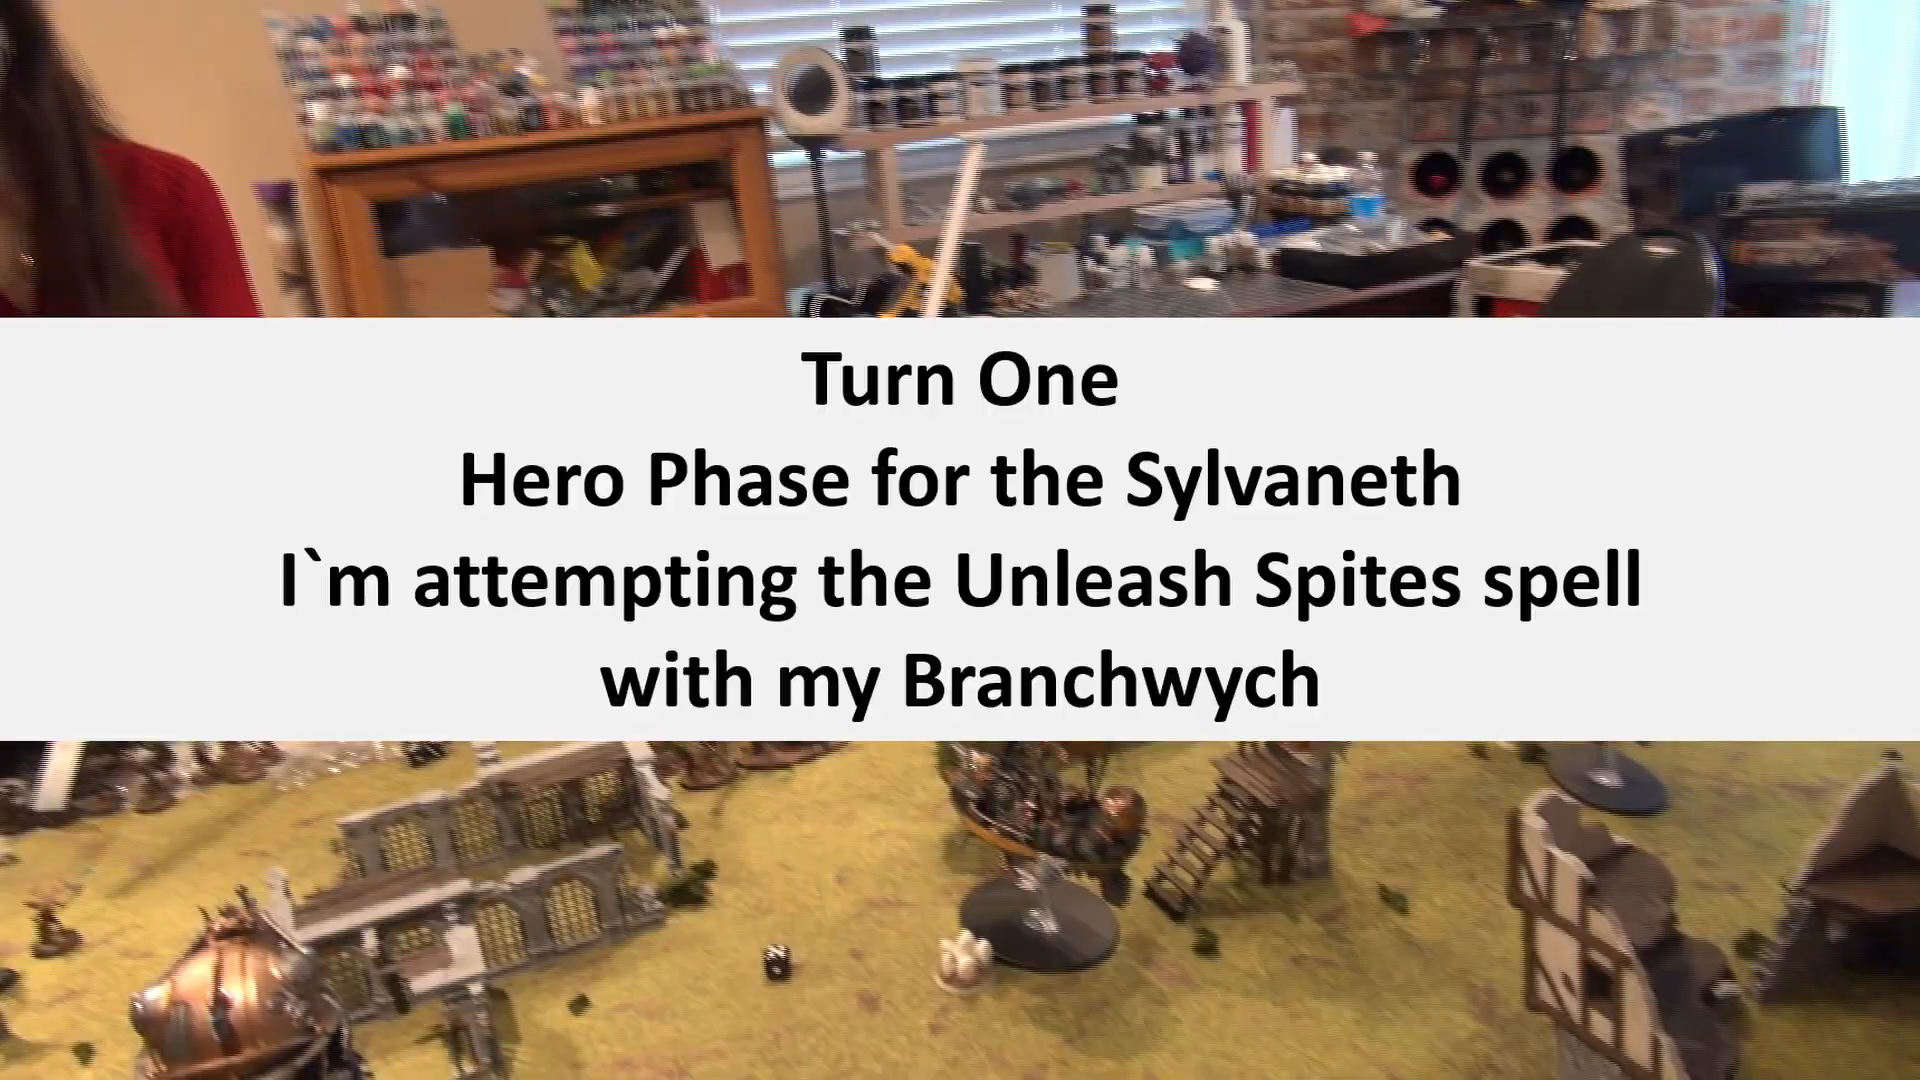 Turn One
Hero Phase for the Sylvaneth
I`m attempting the Unleash Spites spell
with my Branchwych